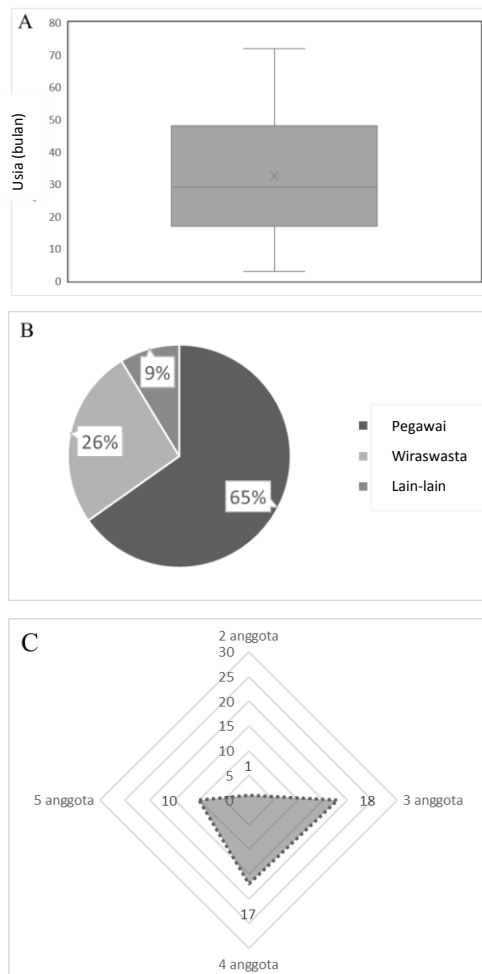 A
Usia (bulan)
80
70
60
50
40
30
20
10
0
B
9%
26%
65%
Pegawai
Wiraswasta
Lain-lain
C
2 anggota
30
25
20
15
10
5
0
1
5 anggota
10
18
3 anggota
17
4 anggota